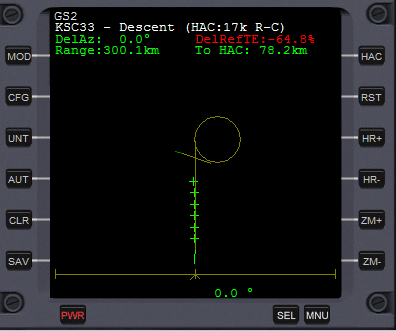 GS2
KSC33 - Descent (HAC:17k R-C)
DelAz:  0.0° DelRefTE:-64.8%
Range:300.1km To HAC: 78.2km
MOD HAC
CFG RST
UNT HR+
AUT HR-
CLR ZM+
SAV ZM-
0.0 °
PWR SEL MNU